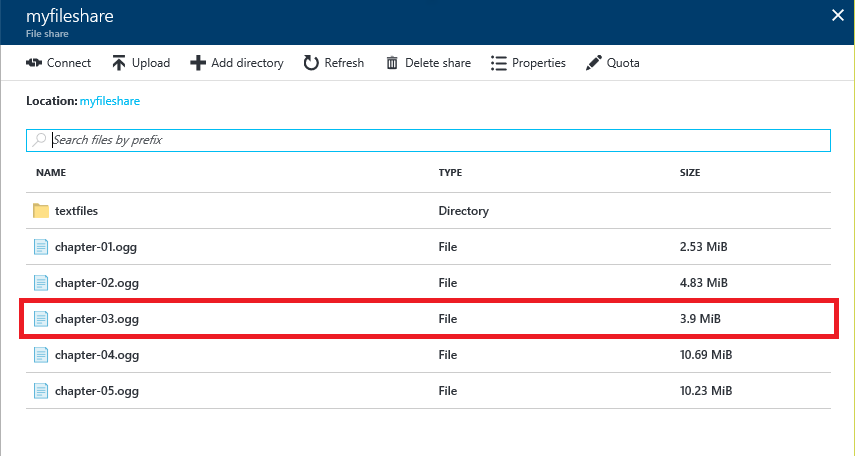 myfileshare
File share
Connect Upload Add directory Refresh Delete share Properties Quota
Location: myfileshare
Search files by prefix
NAME TYPE SIZE
textfiles Directory
chapter-01.ogg File 2.53 MiB
chapter-02.ogg File 4.83 MiB
chapter-03.ogg File 3.9 MiB
chapter-04.ogg File 10.69 MiB
chapter-05.ogg File 10.23 MiB